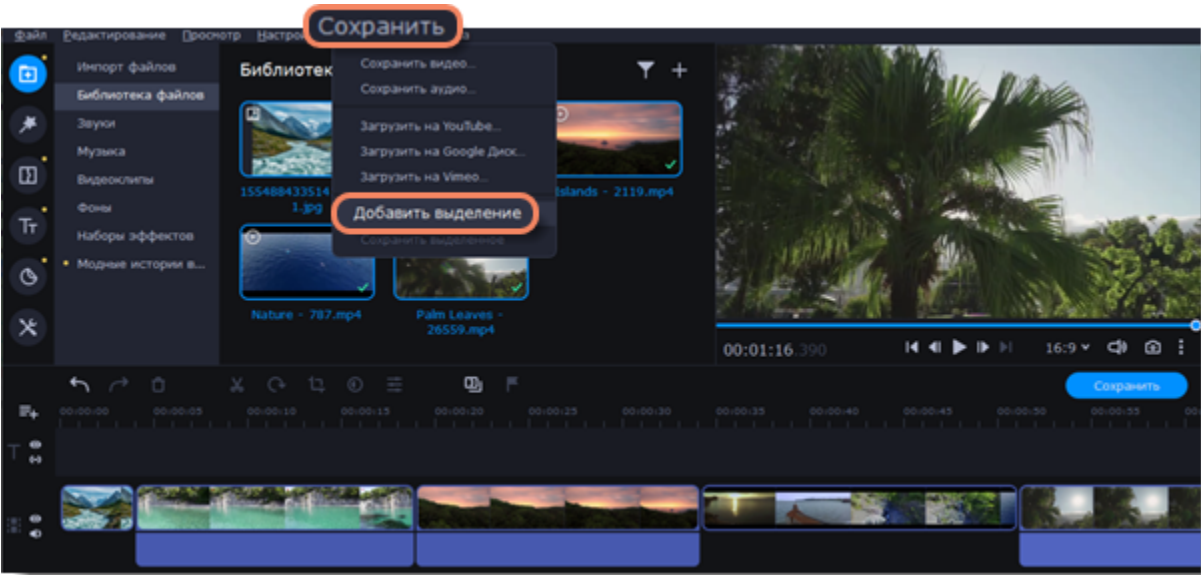 Сохранить
Файл Редактирование Просмотр
Импорт файлов
Библиотека файлов
Звуки
Музыка
Видеоклипы
Фоны
Наборы эффектов
Модные истории в...
Сохранить видео...
Сохранить аудио...
Загрузить на YouTube...
Загрузить на Google Диск...
Загрузить на Vimeo...
Добавить выделение
Сохранить выделенное
155488433514
1.jpg
Islands - 2119.mp4
Nature - 787.mp4
Palm Leaves -
26559.mp4
00:01:16.390
16:9
Сохранить
00:00:00 00:00:05 00:00:10 00:00:15 00:00:20 00:00:25 00:00:30 00:00:35 00:00:40 00:00:45 00:00:50 00:00:55